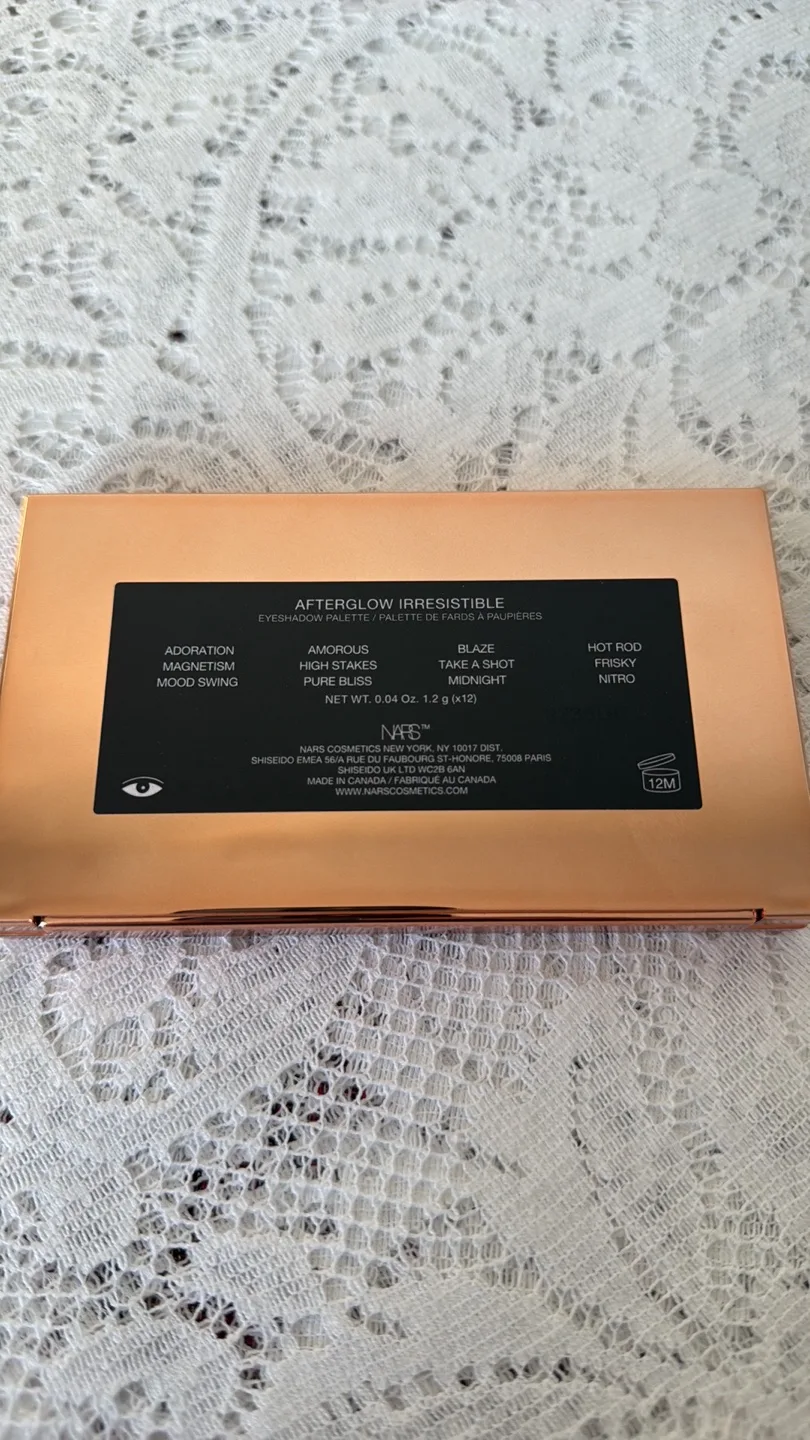 AFTERGLOW IRRESISTIBLE
EYESHADOW PALETTE / PALETTE DE FARDS À PAUPIÈRES
ADORATION AMOROUS BLAZE HOT ROD
MAGNETISM HIGH STAKES TAKE A SHOT FRISKY
MOOD SWING PURE BLISS MIDNIGHT NITRO
NET WT. 0.04 Oz. 1.2 g (x12)
NARS™
NARS COSMETICS NEW YORK, NY 10017 DIST.
SHISEIDO EMEA 56/A RUE DU FAUBOURG ST-HONORE, 75008 PARIS
SHISEIDO UK LTD WC2B 6AN
MADE IN CANADA / FABRIQUÉ AU CANADA
WWW.NARSCOSMETICS.COM
12M